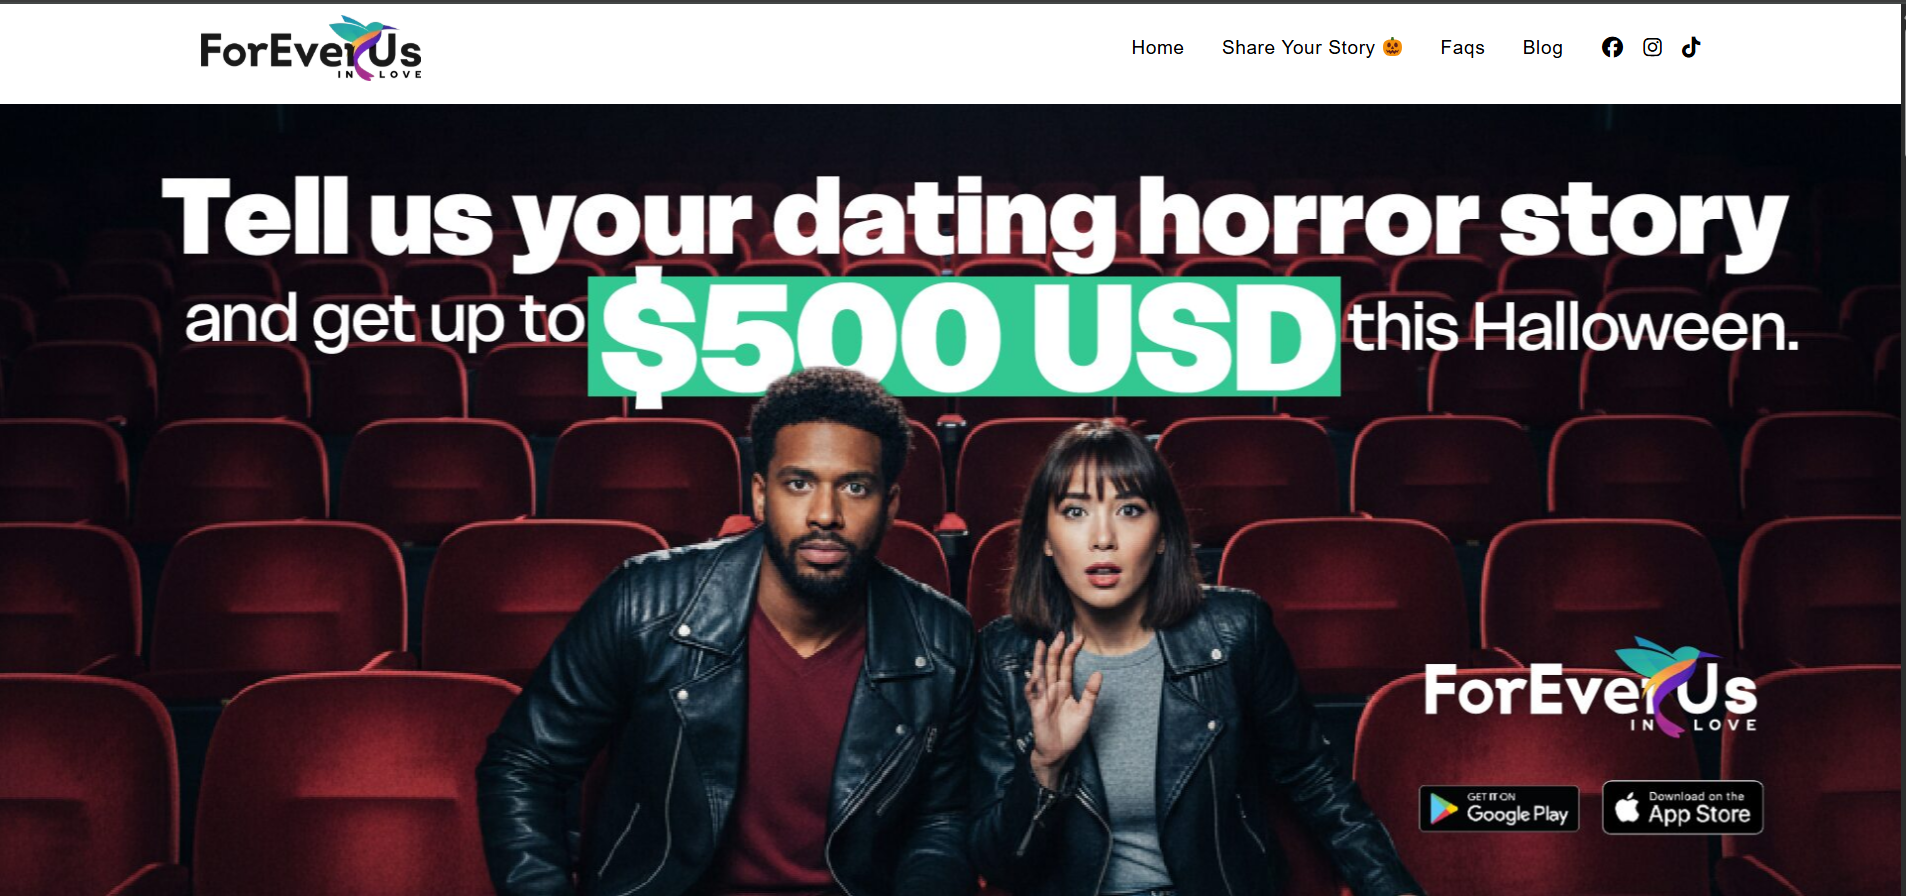 ForEverUs
IN LOVE
Home
Share Your Story 🎃
Faqs
Blog
Tell us your dating horror story
and get up to $500 USD this Halloween.
ForEverUs
IN LOVE
GET IT ON
Google Play
Download on the
App Store